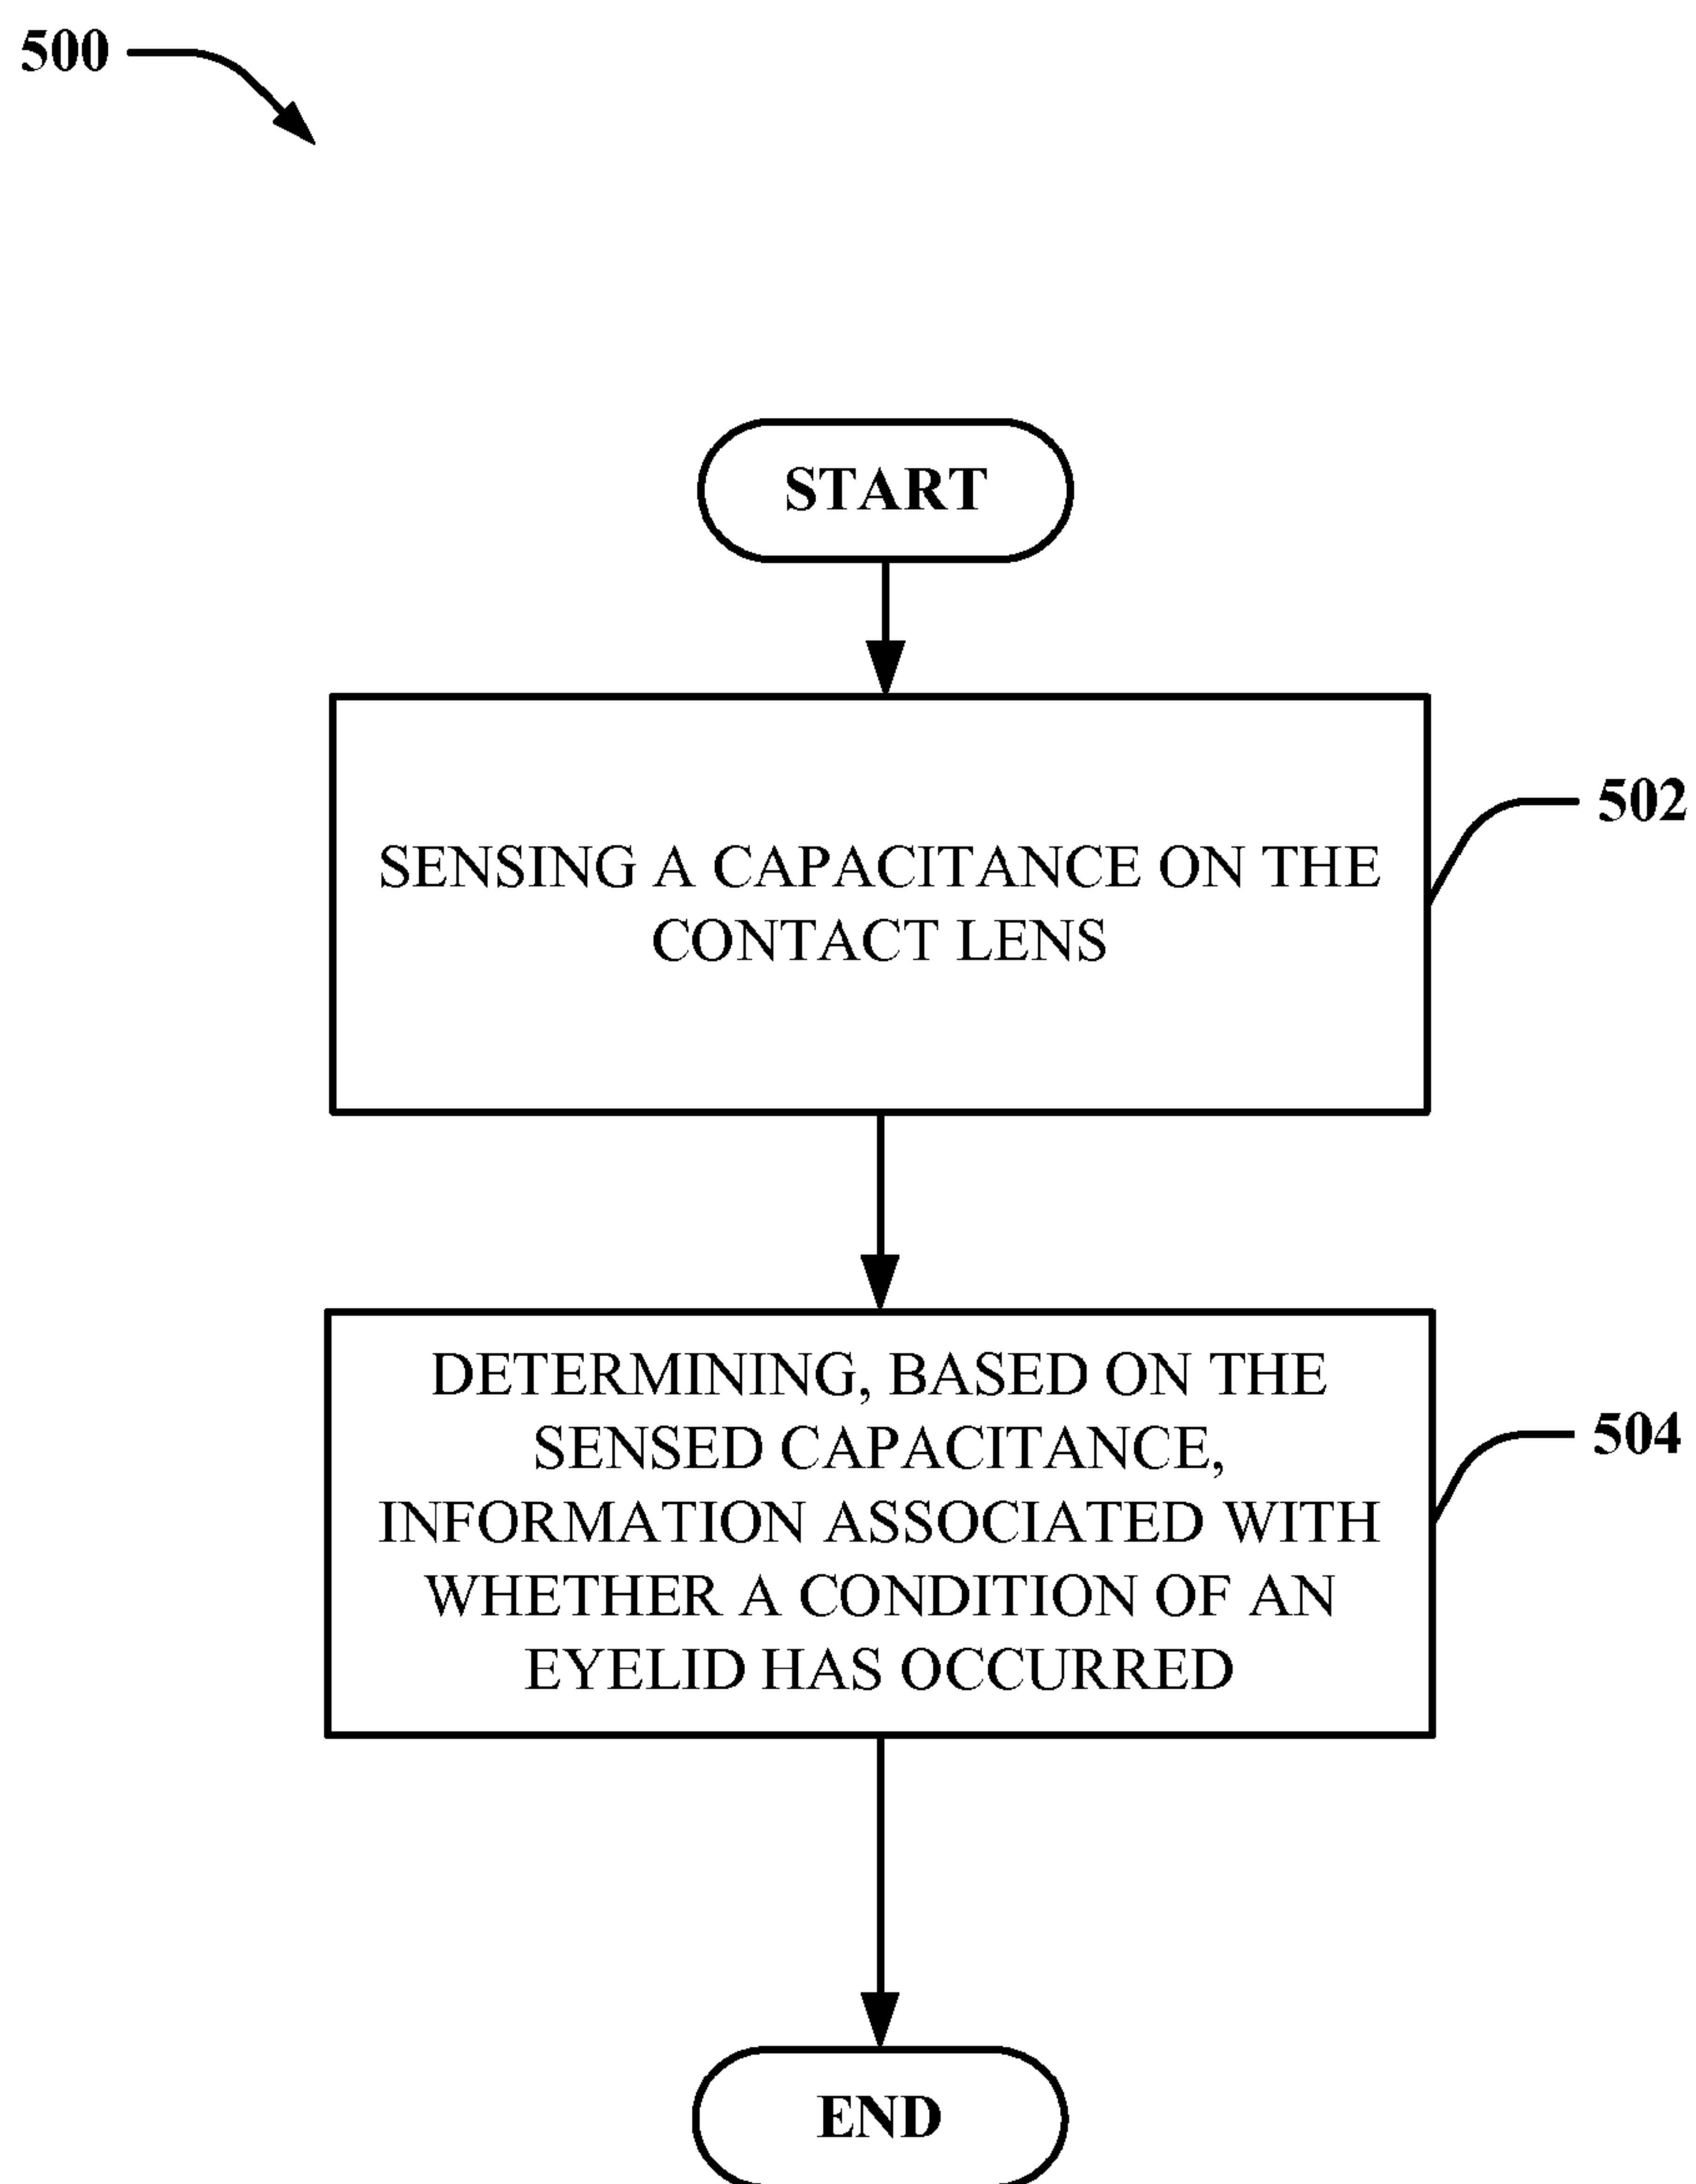 500
START
SENSING A CAPACITANCE ON THE
CONTACT LENS
502
DETERMINING, BASED ON THE
SENSED CAPACITANCE,
INFORMATION ASSOCIATED WITH
WHETHER A CONDITION OF AN
EYELID HAS OCCURRED
504
END